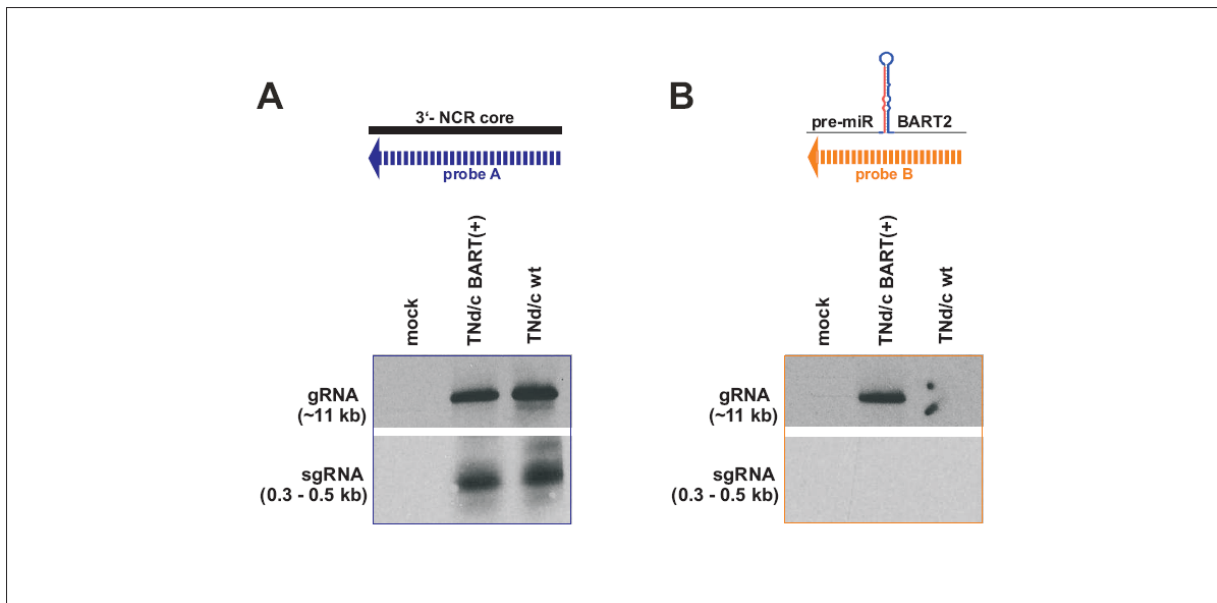 A
3‘- NCR core
probe A
mock
TNd/c BART(+)
TNd/c wt
gRNA
(~11 kb)
sgRNA
(0.3 - 0.5 kb)
B
pre-miR BART2
probe B
mock
TNd/c BART(+)
TNd/c wt
gRNA
(~11 kb)
sgRNA
(0.3 - 0.5 kb)